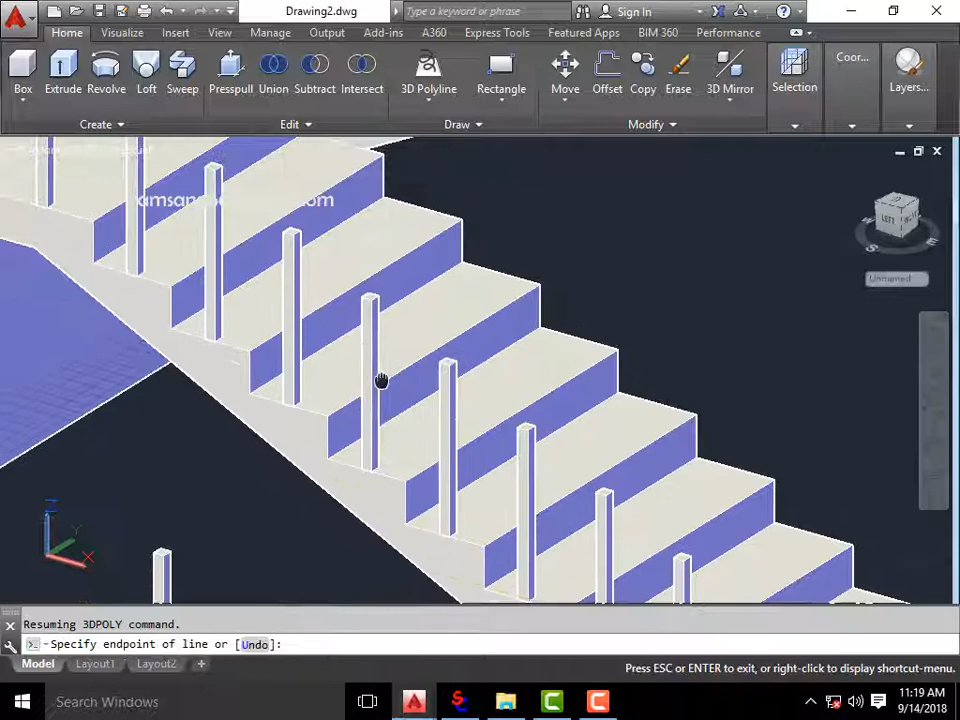 Drawing2.dwg
Type a keyword or phrase
Sign In
Home Visualize Insert View Manage Output Add-ins A360 Express Tools Featured Apps BIM 360 Performance
Box Extrude Revolve Loft Sweep Presspull Union Subtract Intersect 3D Polyline Rectangle Move Offset Copy Erase 3D Mirror Selection Coor... Layers...
Create Edit Draw Modify
LEFT
S E
Unnamed
Z
Y
X
Resuming 3DPOLY command.
Specify endpoint of line or [Undo]:
Model Layout1 Layout2 +
Press ESC or ENTER to exit, or right-click to display shortcut-menu.
Search Windows
11:19 AM
9/14/2018